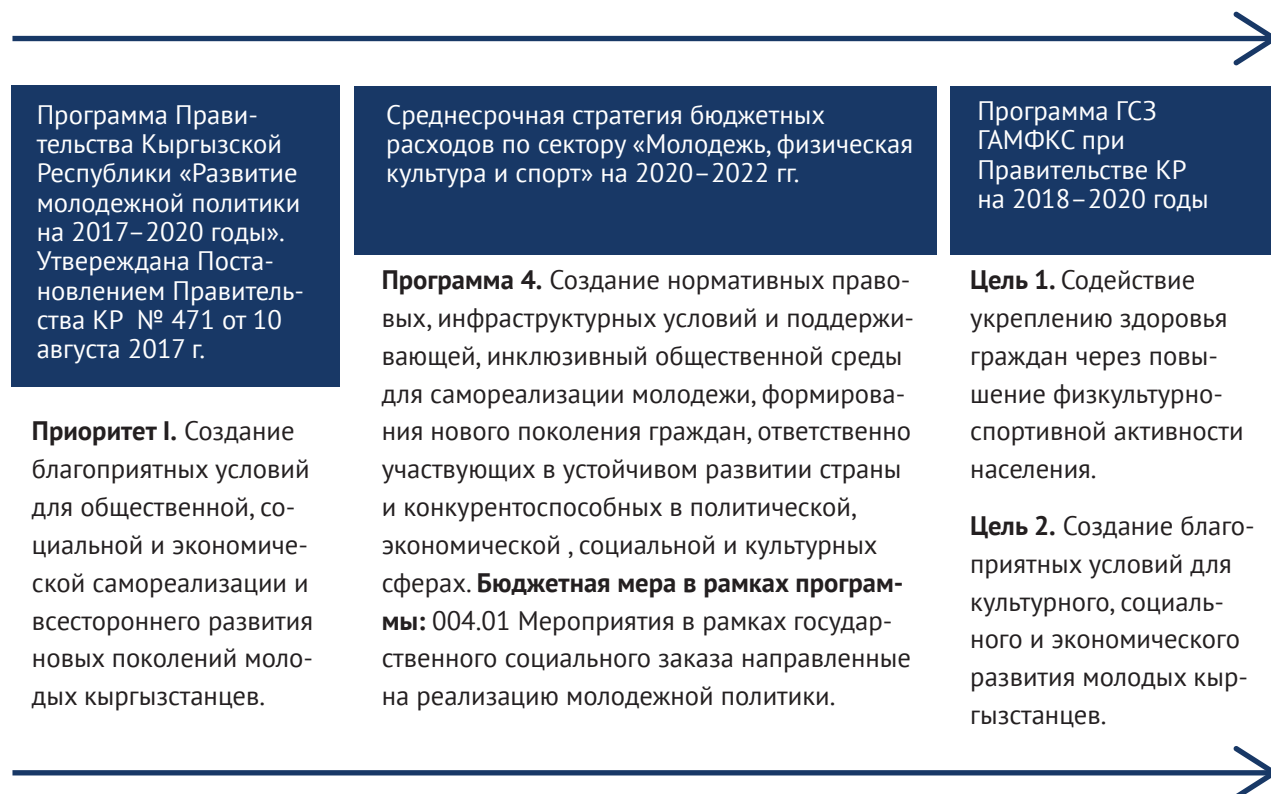 Программа Прави-
тельства Кыргызской
Республики «Развитие
молодежной политики
на 2017–2020 годы».
Утвереждана Поста-
новлением Правитель-
ства КР № 471 от 10
августа 2017 г.
Приоритет I. Создание
благоприятных условий
для общественной, со-
циальной и экономиче-
ской самореализации и
всестороннего развития
новых поколений моло-
дых кыргызстанцев.
Среднесрочная стратегия бюджетных
расходов по сектору «Молодежь, физическая
культура и спорт» на 2020–2022 гг.
Программа 4. Создание нормативных право-
вых, инфраструктурных условий и поддержи-
вающей, инклюзивный общественной среды
для самореализации молодежи, формирова-
ния нового поколения граждан, ответственно
участвующих в устойчивом развитии страны
и конкурентоспособных в политической,
экономической , социальной и культурных
сферах. Бюджетная мера в рамках програм-
мы: 004.01 Мероприятия в рамках государ-
ственного социального заказа направленные
на реализацию молодежной политики.
Программа ГСЗ
ГАМФКС при
Правительстве КР
на 2018–2020 годы
Цель 1. Содействие
укреплению здоровья
граждан через повы-
шение физкультурно-
спортивной активности
населения.
Цель 2. Создание благо-
приятных условий для
культурного, социаль-
ного и экономического
развития молодых кыр-
гызстанцев.